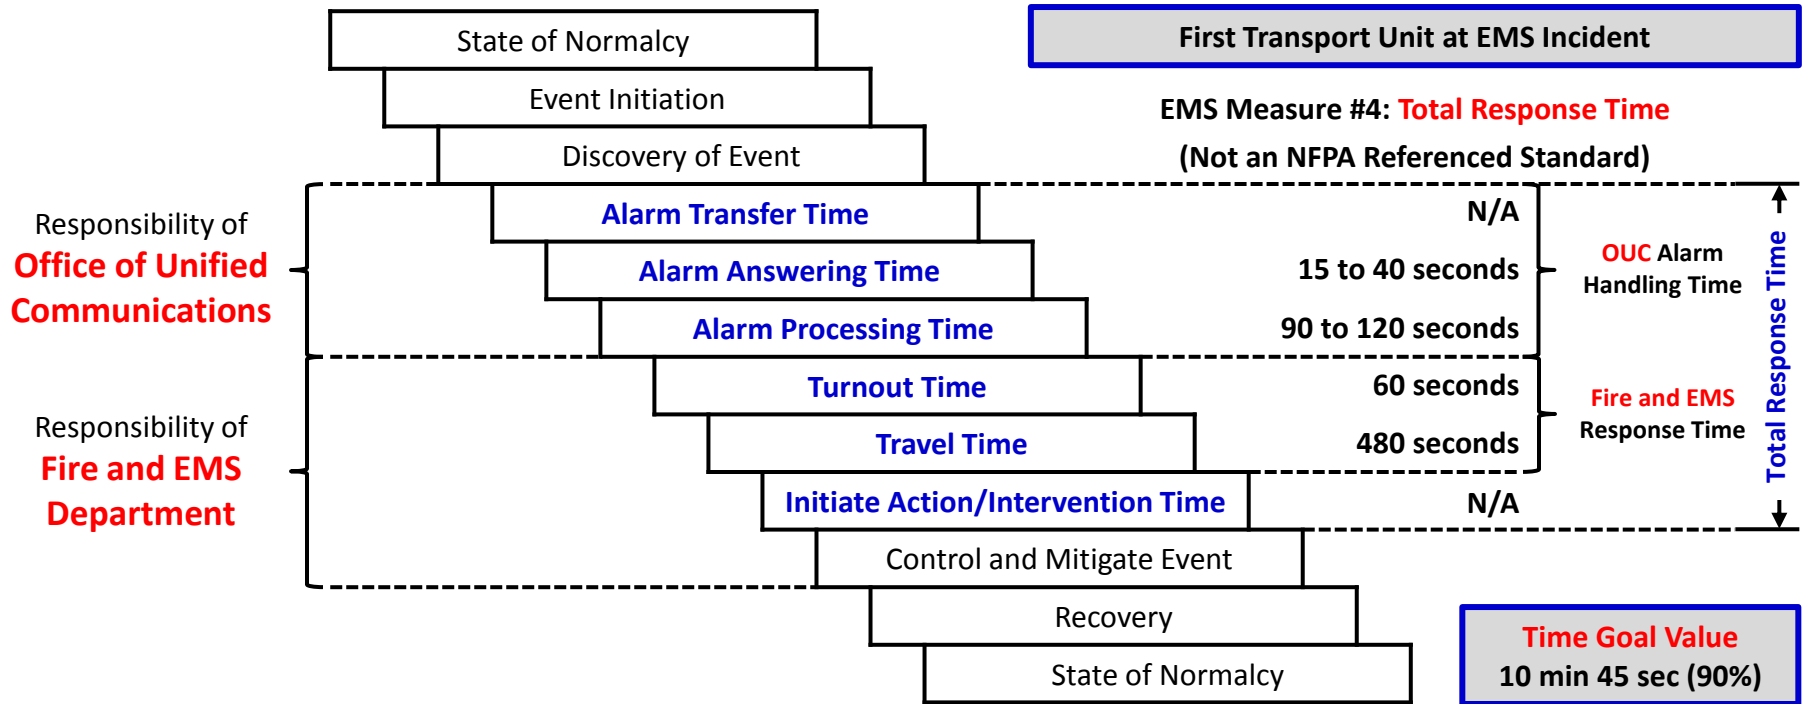 State of Normalcy
First Transport Unit at EMS Incident
Event Initiation
EMS Measure #4: Total Response Time
Discovery of Event
(Not an NFPA Referenced Standard)
Responsibility of
Office of Unified
Communications
Alarm Transfer Time
N/A
Alarm Answering Time
15 to 40 seconds
Alarm Processing Time
90 to 120 seconds
OUC Alarm
Handling Time
Total Response Time
Responsibility of
Fire and EMS
Department
Turnout Time
60 seconds
Travel Time
480 seconds
Fire and EMS
Response Time
Initiate Action/Intervention Time
N/A
Control and Mitigate Event
Recovery
State of Normalcy
Time Goal Value
10 min 45 sec (90%)